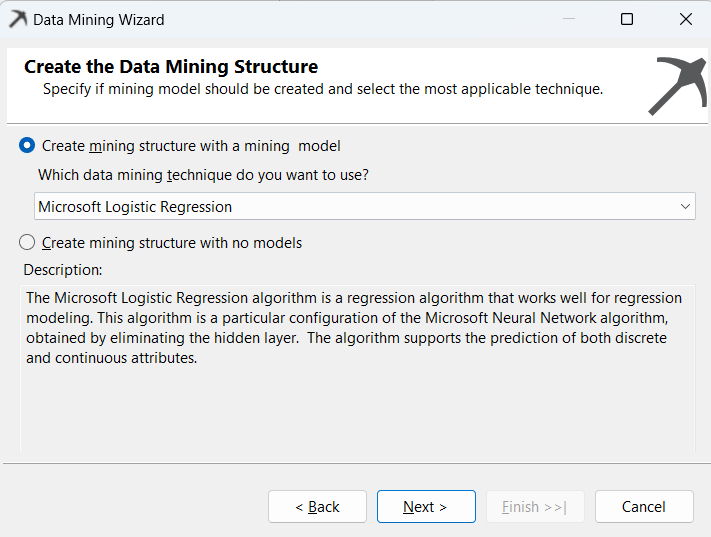 Data Mining Wizard
Create the Data Mining Structure
Specify if mining model should be created and select the most applicable technique.
Create mining structure with a mining  model
Which data mining technique do you want to use?
Microsoft Logistic Regression
Create mining structure with no models
Description:
The Microsoft Logistic Regression algorithm is a regression algorithm that works well for regression
modeling. This algorithm is a particular configuration of the Microsoft Neural Network algorithm,
obtained by eliminating the hidden layer.  The algorithm supports the prediction of both discrete
and continuous attributes.
< Back Next > Finish >>| Cancel